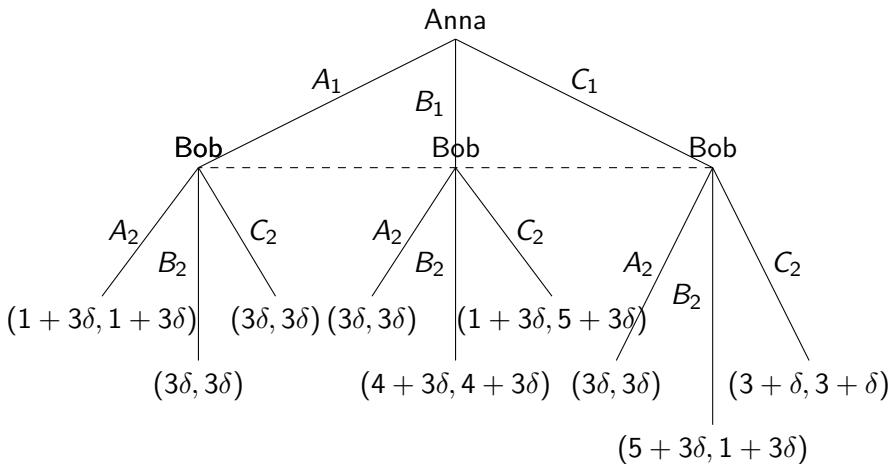 Anna
A₁ B₁ C₁
Bob Bob Bob
A₂ B₂ C₂ A₂ B₂ C₂ A₂ B₂ C₂
(1 + 3δ, 1 + 3δ) (3δ, 3δ) (3δ, 3δ) (1 + 3δ, 5 + 3δ)
(3δ, 3δ) (4 + 3δ, 4 + 3δ) (3δ, 3δ) (3 + δ, 3 + δ)
(5 + 3δ, 1 + 3δ)